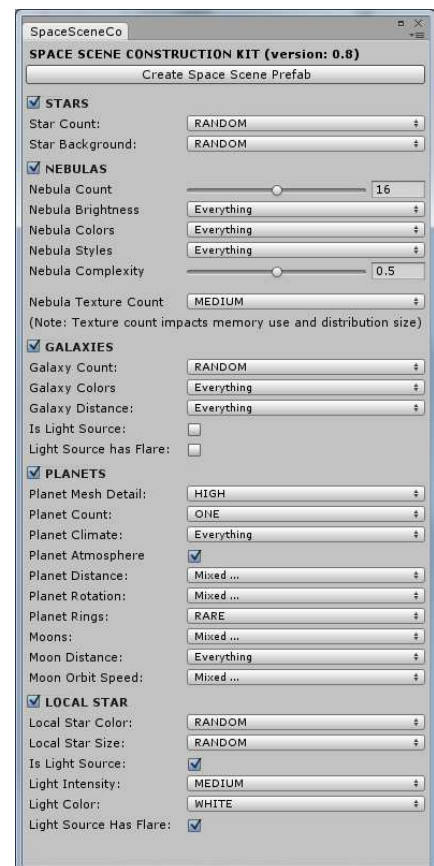 SpaceSceneCo
SPACE SCENE CONSTRUCTION KIT (version: 0.8)
Create Space Scene Prefab
STARS
Star Count: RANDOM
Star Background: RANDOM
NEBULAS
Nebula Count 16
Nebula Brightness Everything
Nebula Colors Everything
Nebula Styles Everything
Nebula Complexity 0.5
Nebula Texture Count MEDIUM
(Note: Texture count impacts memory use and distribution size)
GALAXIES
Galaxy Count: RANDOM
Galaxy Colors Everything
Galaxy Distance: Everything
Is Light Source:
Light Source has Flare:
PLANETS
Planet Mesh Detail: HIGH
Planet Count: ONE
Planet Climate: Everything
Planet Atmosphere
Planet Distance: Mixed ...
Planet Rotation: Mixed ...
Planet Rings: RARE
Moons: Mixed ...
Moon Distance: Everything
Moon Orbit Speed: Mixed ...
LOCAL STAR
Local Star Color: RANDOM
Local Star Size: RANDOM
Is Light Source:
Light Intensity: MEDIUM
Light Color: WHITE
Light Source Has Flare: